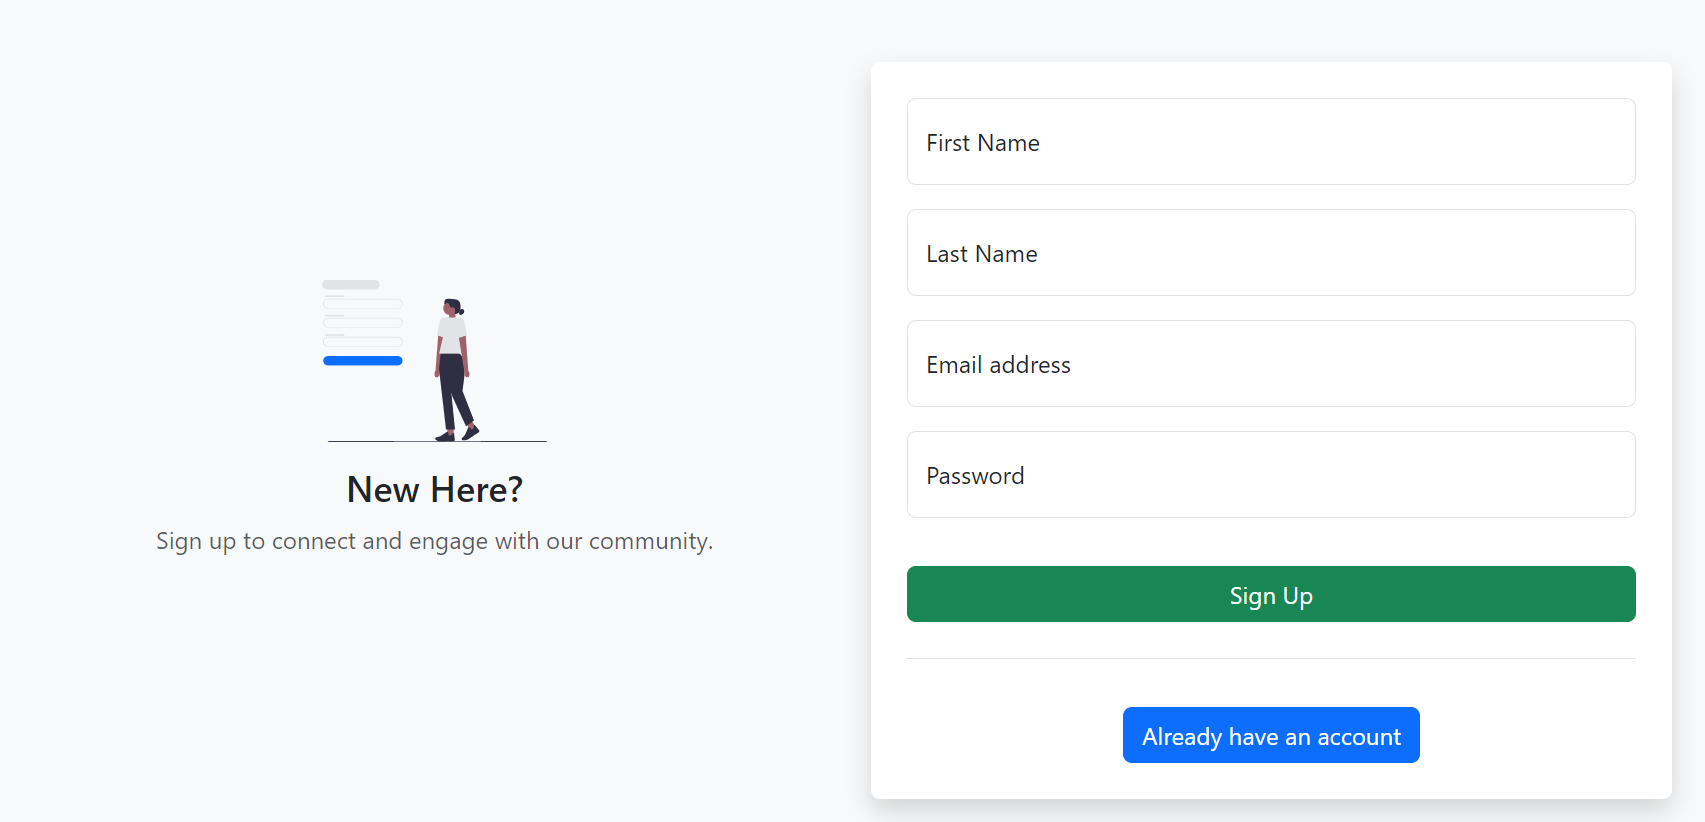 New Here?
Sign up to connect and engage with our community.
First Name
Last Name
Email address
Password
Sign Up
Already have an account